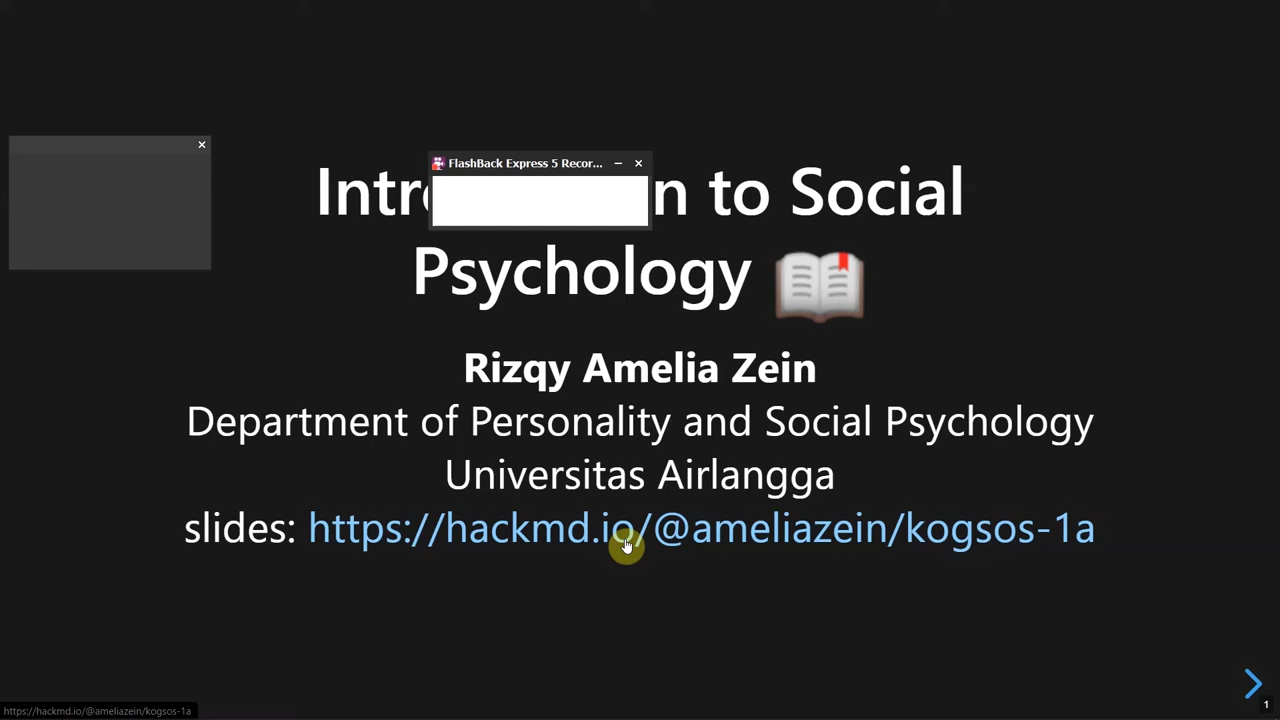 FlashBack Express 5 Recor...
Intr n to Social
Psychology
Rizqy Amelia Zein
Department of Personality and Social Psychology
Universitas Airlangga
slides: https://hackmd.io/@ameliazein/kogsos-1a
https://hackmd.io/@ameliazein/kogsos-1a
1